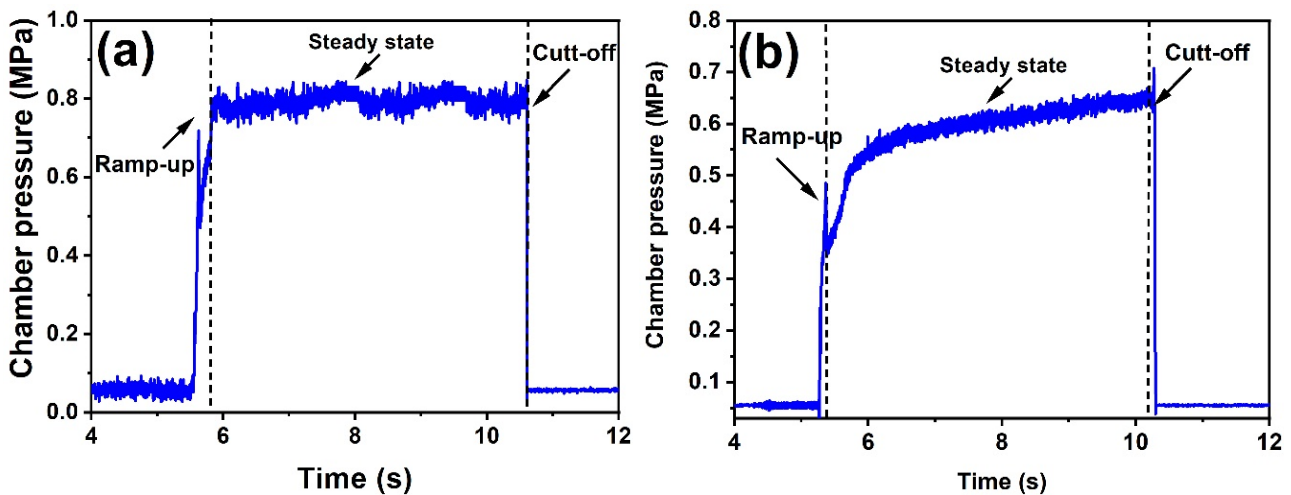 (a)
Steady state
Cutt-off
Ramp-up
Chamber pressure (MPa)
1.0
0.8
0.6
0.4
0.2
0.0
4 6 8 10 12
Time (s)
(b)
Steady state
Cutt-off
Ramp-up
Chamber pressure (MPa)
0.8
0.7
0.6
0.5
0.4
0.3
0.2
0.1
4 6 8 10 12
Time (s)